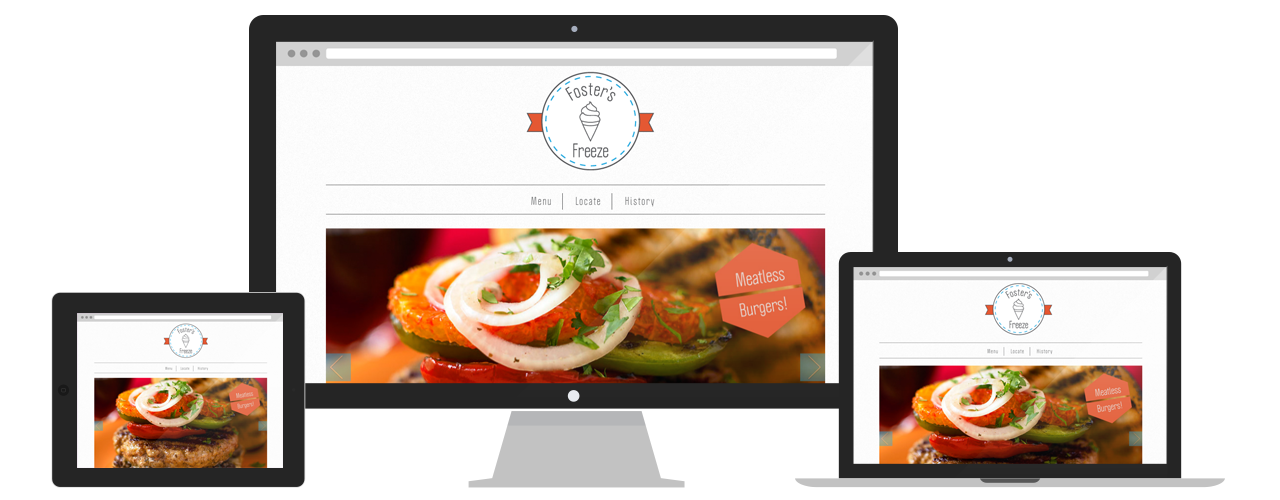 Foster's
Freeze
Menu
Locate
History
Meatless
Burgers!
Foster's
Freeze
Menu
Locate
History
Meatless
Burgers!
Foster's
Freeze
Menu
Locate
History
Meatless
Burgers!